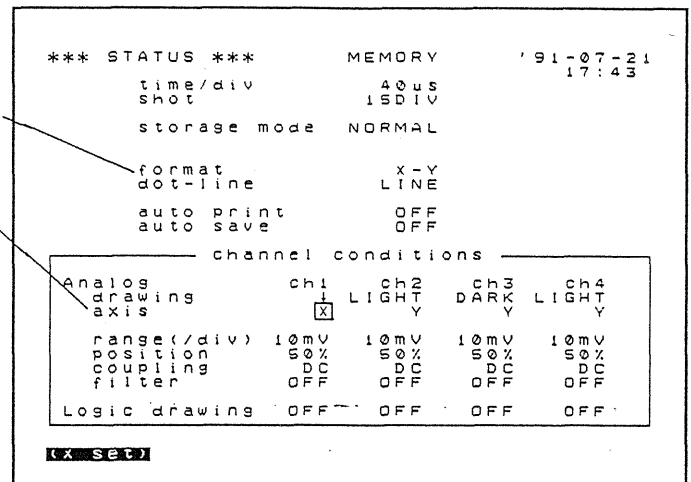 *** STATUS *** MEMORY '91-07-21
17:43
time/div 40us
shot 15DIV
storage mode NORMAL
format X-Y
dot-line LINE
auto print OFF
auto save OFF
channel conditions
Analog ch1 ch2 ch3 ch4
drawing ↓ LIGHT DARK LIGHT
axis X Y Y Y
range(/div) 10mV 10mV 10mV 10mV
position 50% 50% 50% 50%
coupling DC DC DC DC
filter OFF OFF OFF OFF
Logic drawing OFF OFF OFF OFF
(X set)